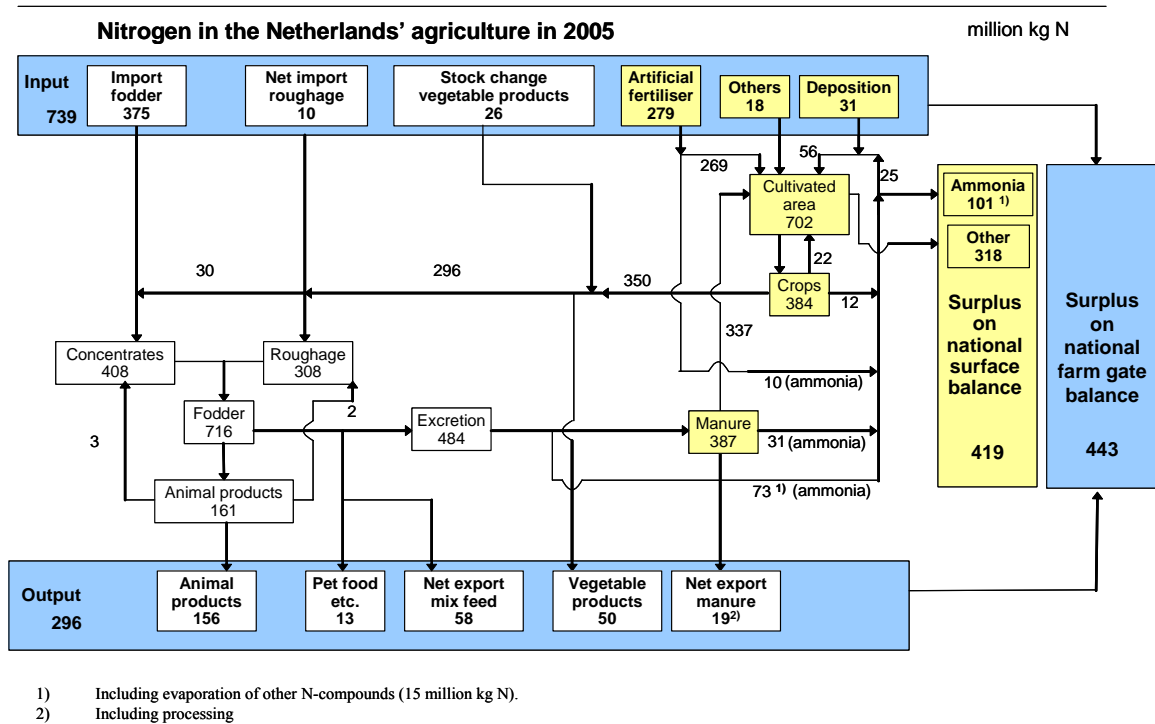 Nitrogen in the Netherlands' agriculture in 2005
million kg N
Input
739
Import
fodder
375
Net import
roughage
10
Stock change
vegetable products
26
Artificial
fertiliser
279
Others
18
Deposition
31
269
56
25
Cultivated
area
702
Ammonia
101 1)
Other
318
22
30
296
350
Crops
384
12
337
Surplus
on
national
surface
balance
419
Surplus
on
national
farm gate
balance
443
Concentrates
408
Roughage
308
10 (ammonia)
2
Fodder
716
Excretion
484
Manure
387
31 (ammonia)
3
Animal products
161
73 1) (ammonia)
Output
296
Animal
products
156
Pet food
etc.
13
Net export
mix feed
58
Vegetable
products
50
Net export
manure
19 2)
1) Including evaporation of other N-compounds (15 million kg N).
2) Including processing